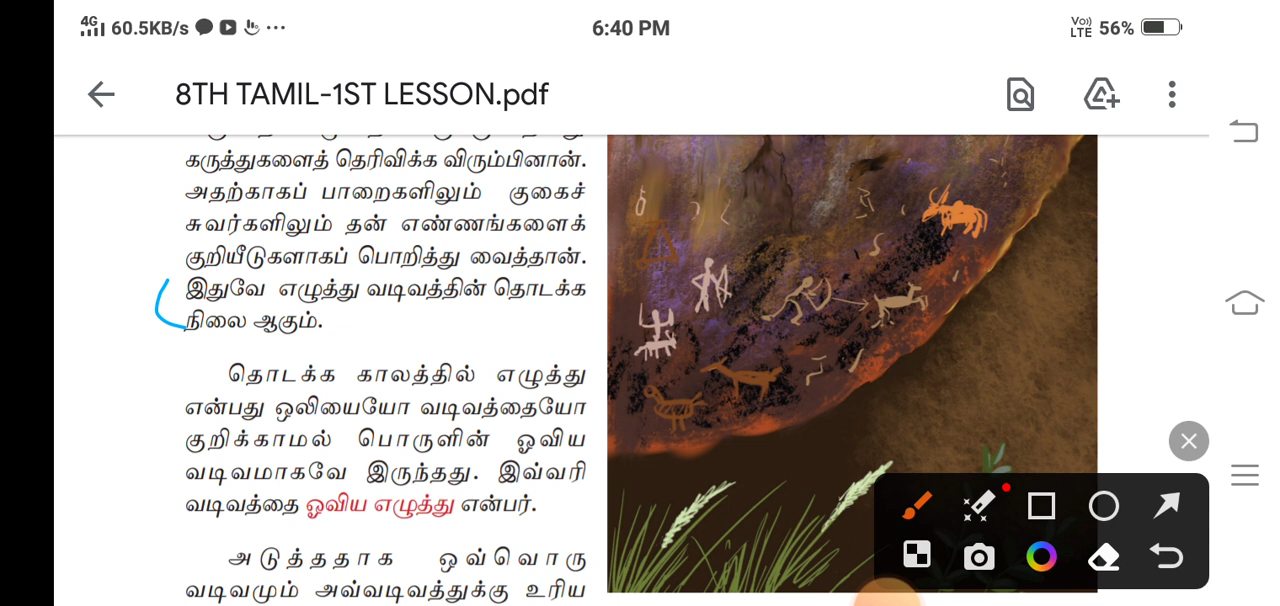 4G 60.5KB/s 6:40 PM Vo)) LTE 56%
8TH TAMIL-1ST LESSON.pdf
கருத்துகளைத் தெரிவிக்க விரும்பினான்.
அதற்காகப் பாறைகளிலும் குகைச்
சுவர்களிலும் தன் எண்ணங்களைக்
குறியீடுகளாகப் பொறித்து வைத்தான்.
இதுவே எழுத்து வடிவத்தின் தொடக்க
நிலை ஆகும்.
தொடக்க காலத்தில் எழுத்து
என்பது ஒலியையோ வடிவத்தையோ
குறிக்காமல் பொருளின் ஓவிய
வடிவமாகவே இருந்தது. இவ்வரி
வடிவத்தை ஓவிய எழுத்து என்பர்.
அடுத்ததாக ஒவ்வொரு
வடிவமும் அவ்வடிவத்துக்கு உரிய